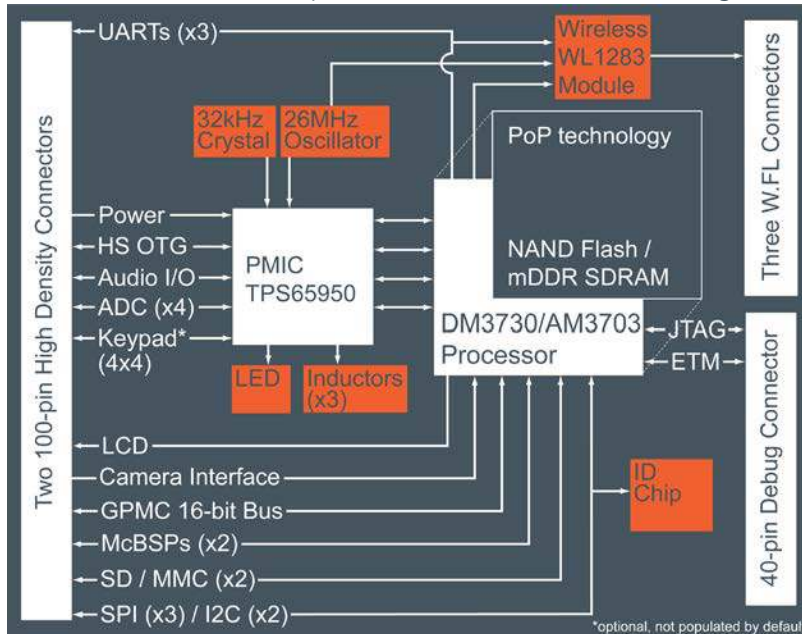 UARTs (x3)
Wireless
WL1283
Module
32kHz
Crystal
26MHz
Oscillator
PoP technology
NAND Flash /
mDDR SDRAM
Three W.FL Connectors
Two 100-pin High Density Connectors
Power
HS OTG
Audio I/O
ADC (x4)
Keypad*
(4x4)
PMIC
TPS65950
DM3730/AM3703
Processor
JTAG
ETM
LED
Inductors
(x3)
40-pin Debug Connector
LCD
Camera Interface
GPMC 16-bit Bus
McBSPs (x2)
SD / MMC (x2)
SPI (x3) / I2C (x2)
ID
Chip
*optional, not populated by defaul